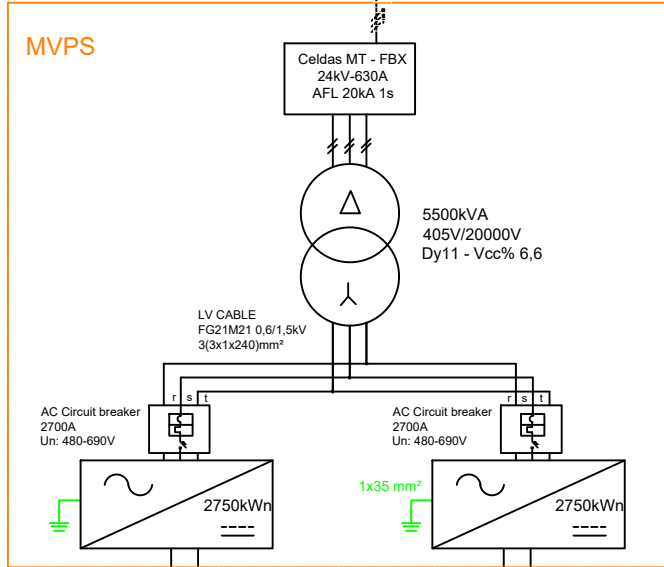 MVPS
Celdas MT - FBX
24kV-630A
AFL 20kA 1s
5500kVA
405V/20000V
Dy11 - Vcc% 6,6
LV CABLE
FG21M21 0,6/1,5kV
3(3x1x240)mm²
r s t
r s t
AC Circuit breaker
2700A
Un: 480-690V
AC Circuit breaker
2700A
Un: 480-690V
2750kWn
1x35 mm²
2750kWn